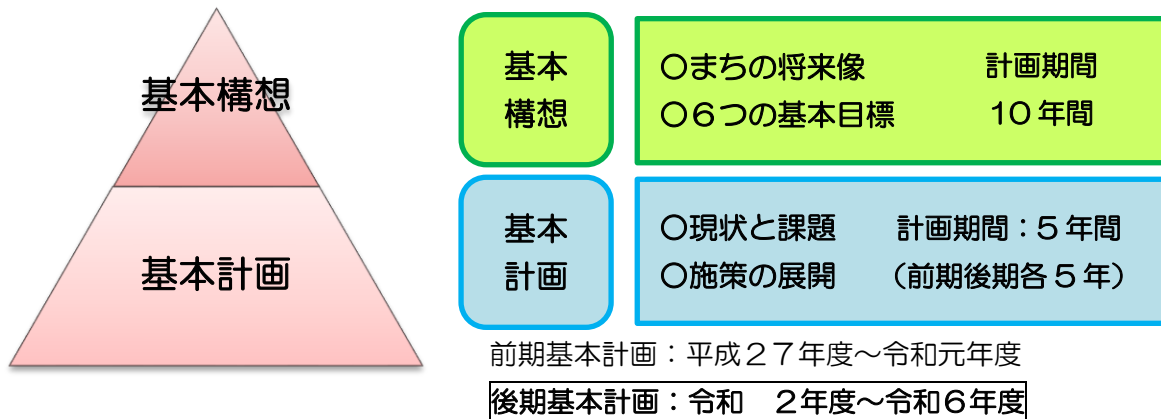 基本構想
基本計画
基本
構想
〇まちの将来像　計画期間
〇６つの基本目標　10年間
基本
計画
〇現状と課題　計画期間：５年間
〇施策の展開　（前期後期各５年）
前期基本計画：平成２７年度～令和元年度
後期基本計画：令和　２年度～令和６年度